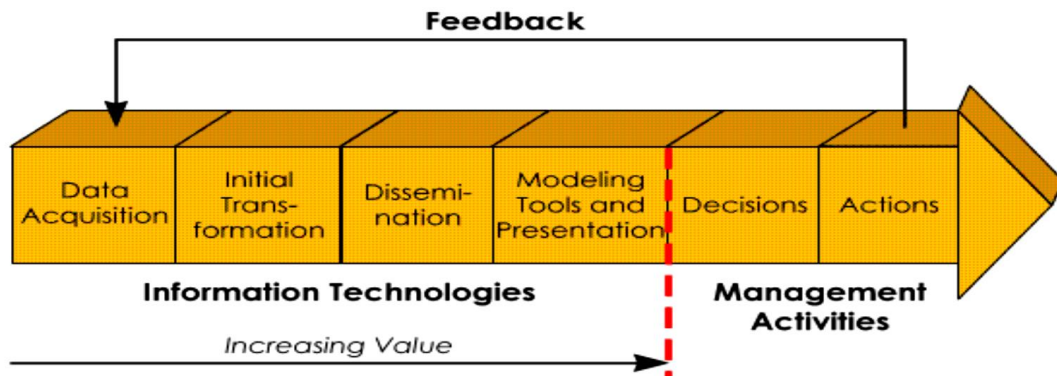 Feedback
Data
Acquisition
Initial
Trans-
formation
Dissemi-
nation
Modeling
Tools and
Presentation
Decisions
Actions
Information Technologies
Management
Activities
Increasing Value